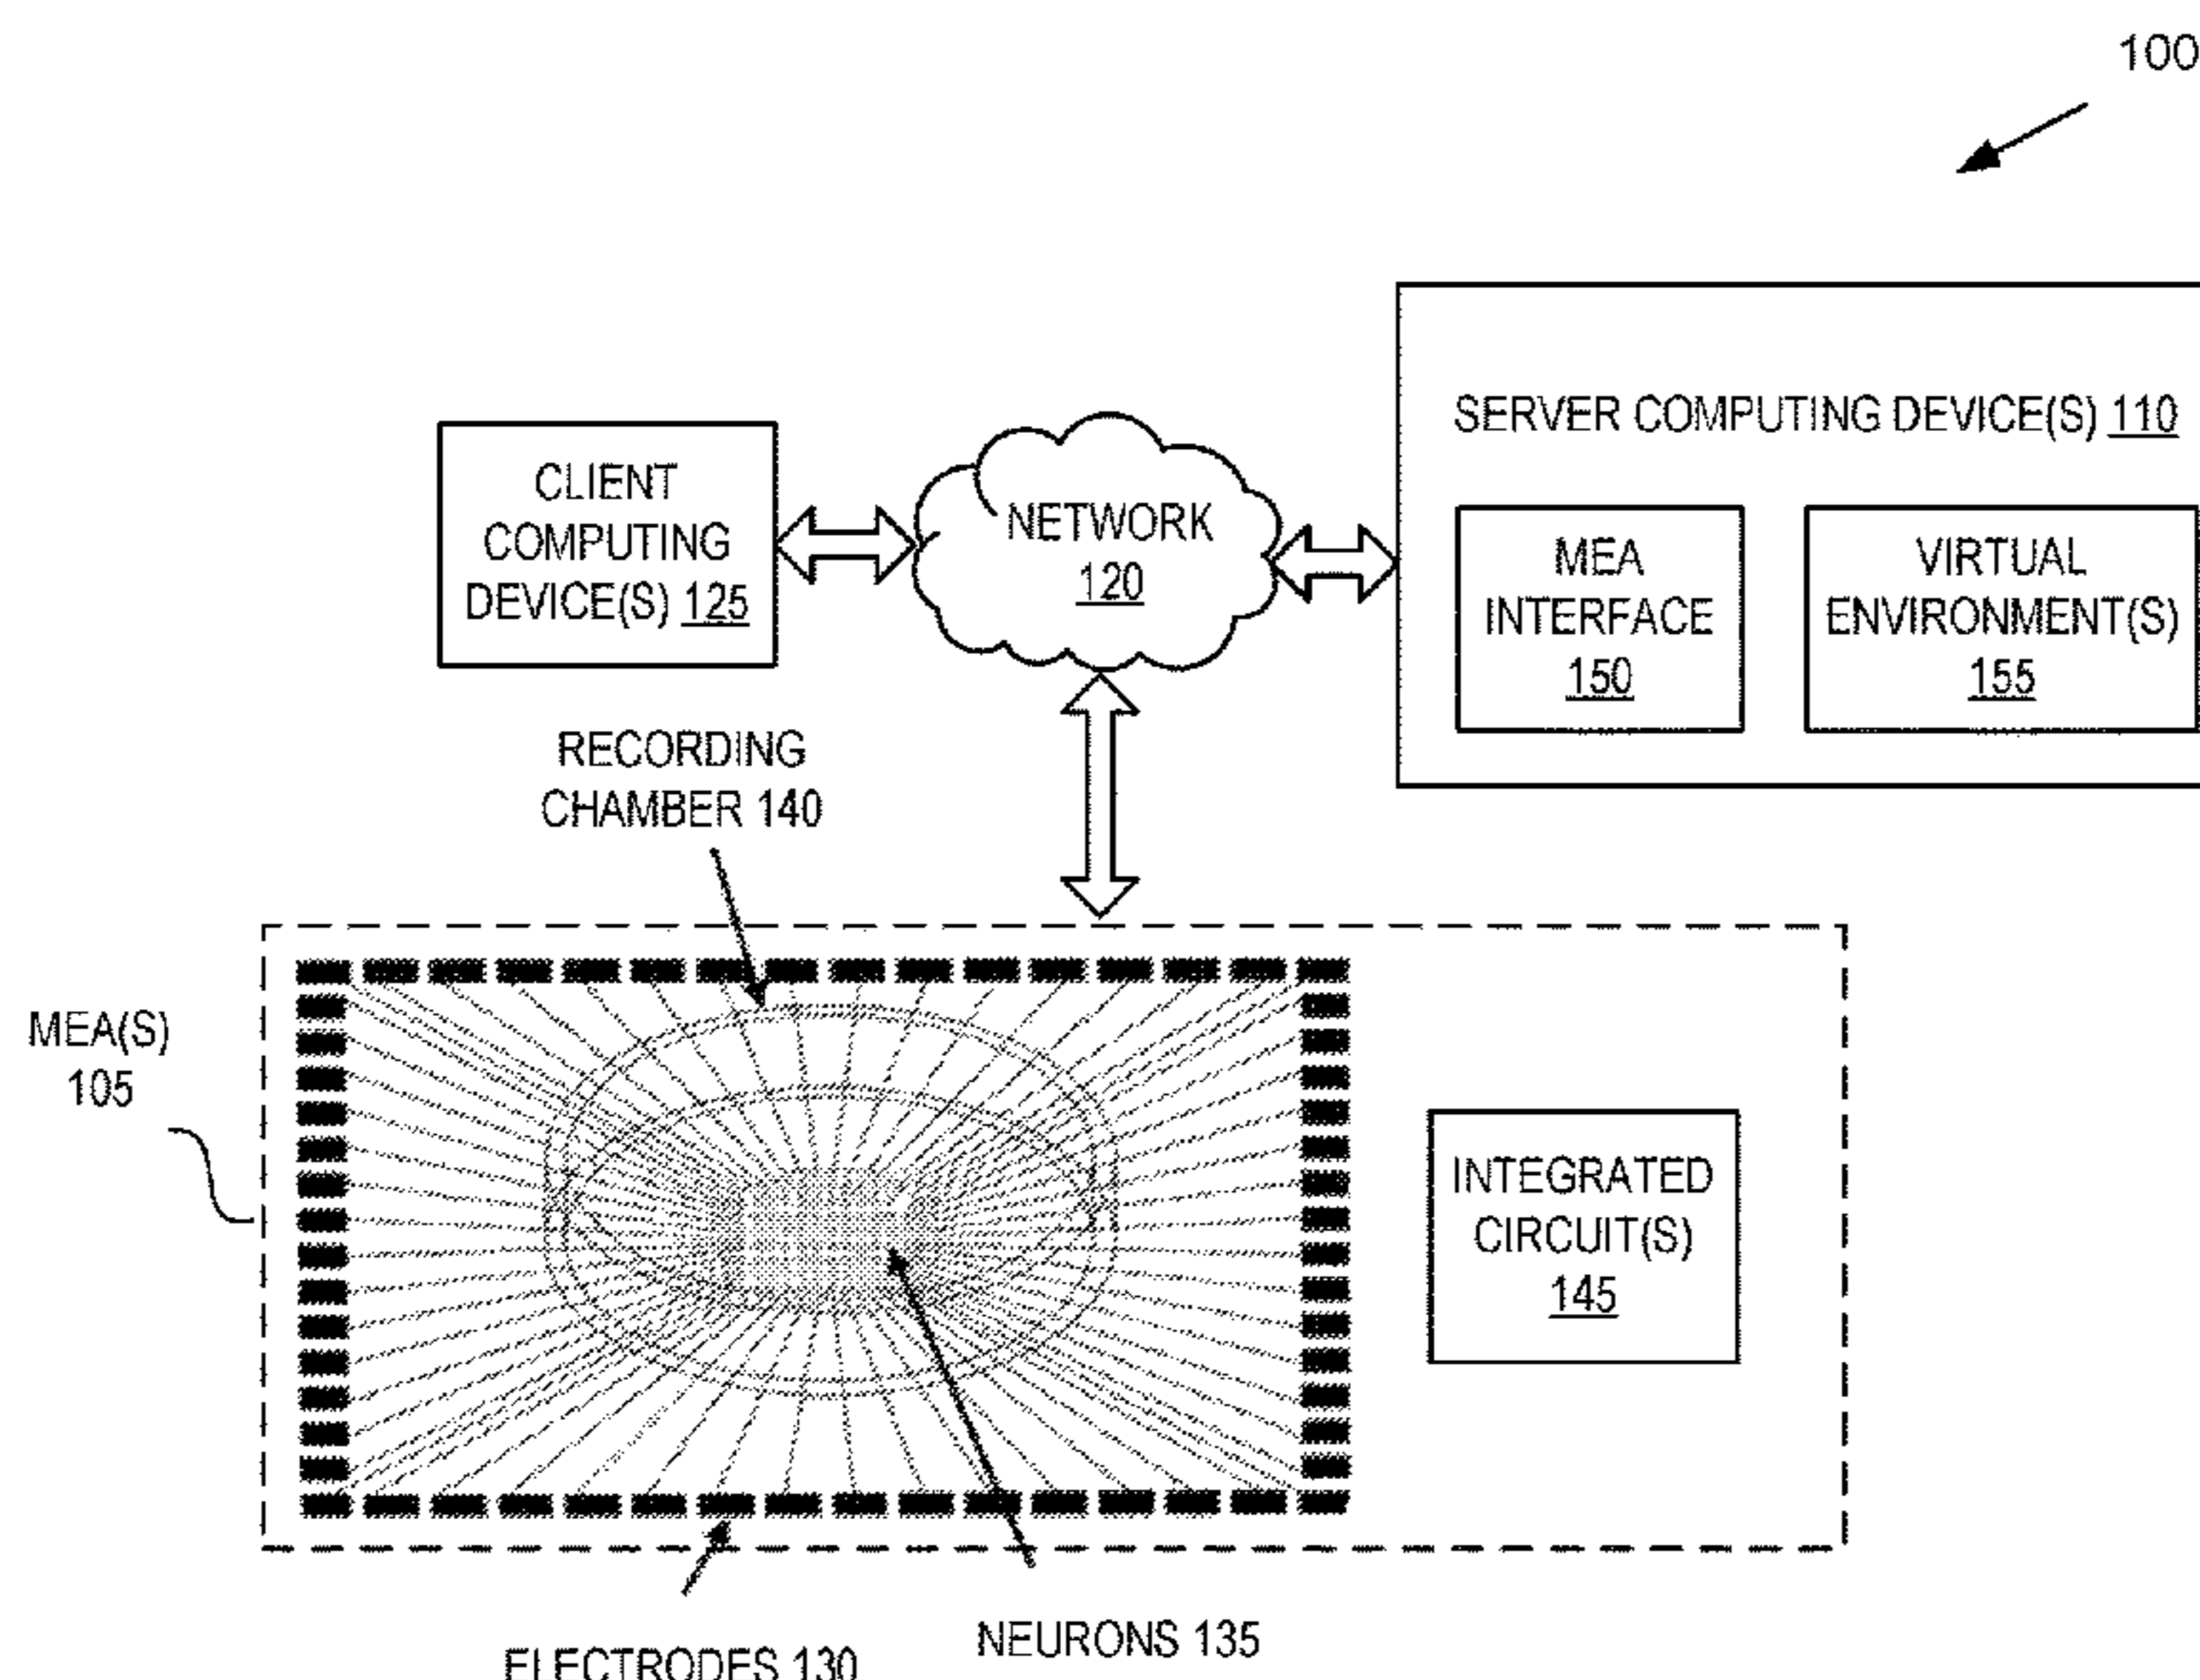 100
SERVER COMPUTING DEVICE(S) 110
CLIENT
COMPUTING
DEVICE(S) 125
NETWORK
120
MEA
INTERFACE
150
VIRTUAL
ENVIRONMENT(S)
155
RECORDING
CHAMBER 140
MEA(S)
105
INTEGRATED
CIRCUIT(S)
145
NEURONS 135
ELECTRODES 130